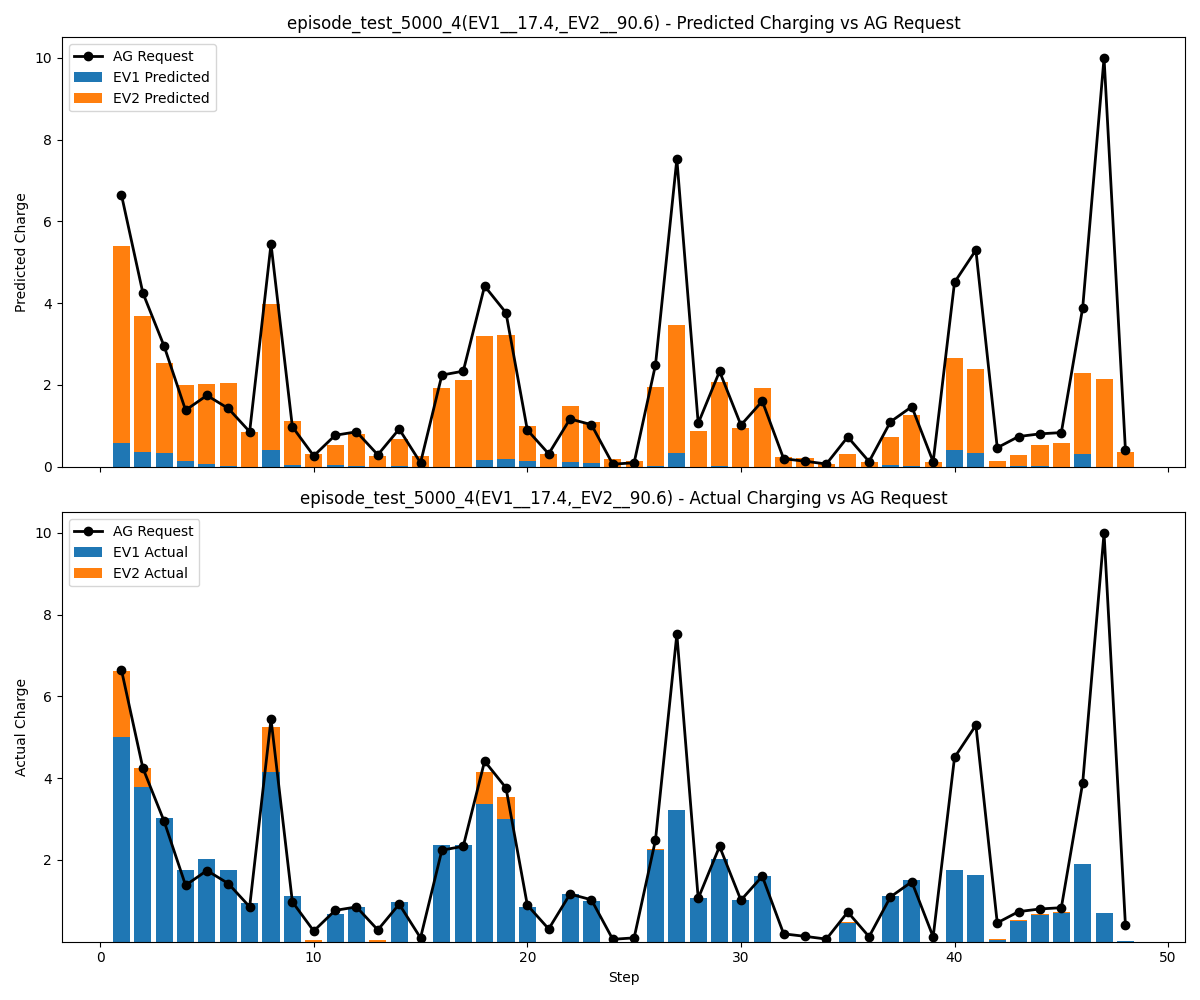 episode_test_5000_4(EV1__17.4,_EV2__90.6) - Predicted Charging vs AG Request
AG Request
EV1 Predicted
EV2 Predicted
Predicted Charge
10
8
6
4
2
0
episode_test_5000_4(EV1__17.4,_EV2__90.6) - Actual Charging vs AG Request
AG Request
EV1 Actual
EV2 Actual
Actual Charge
10
8
6
4
2
0 10 20 30 40 50
Step